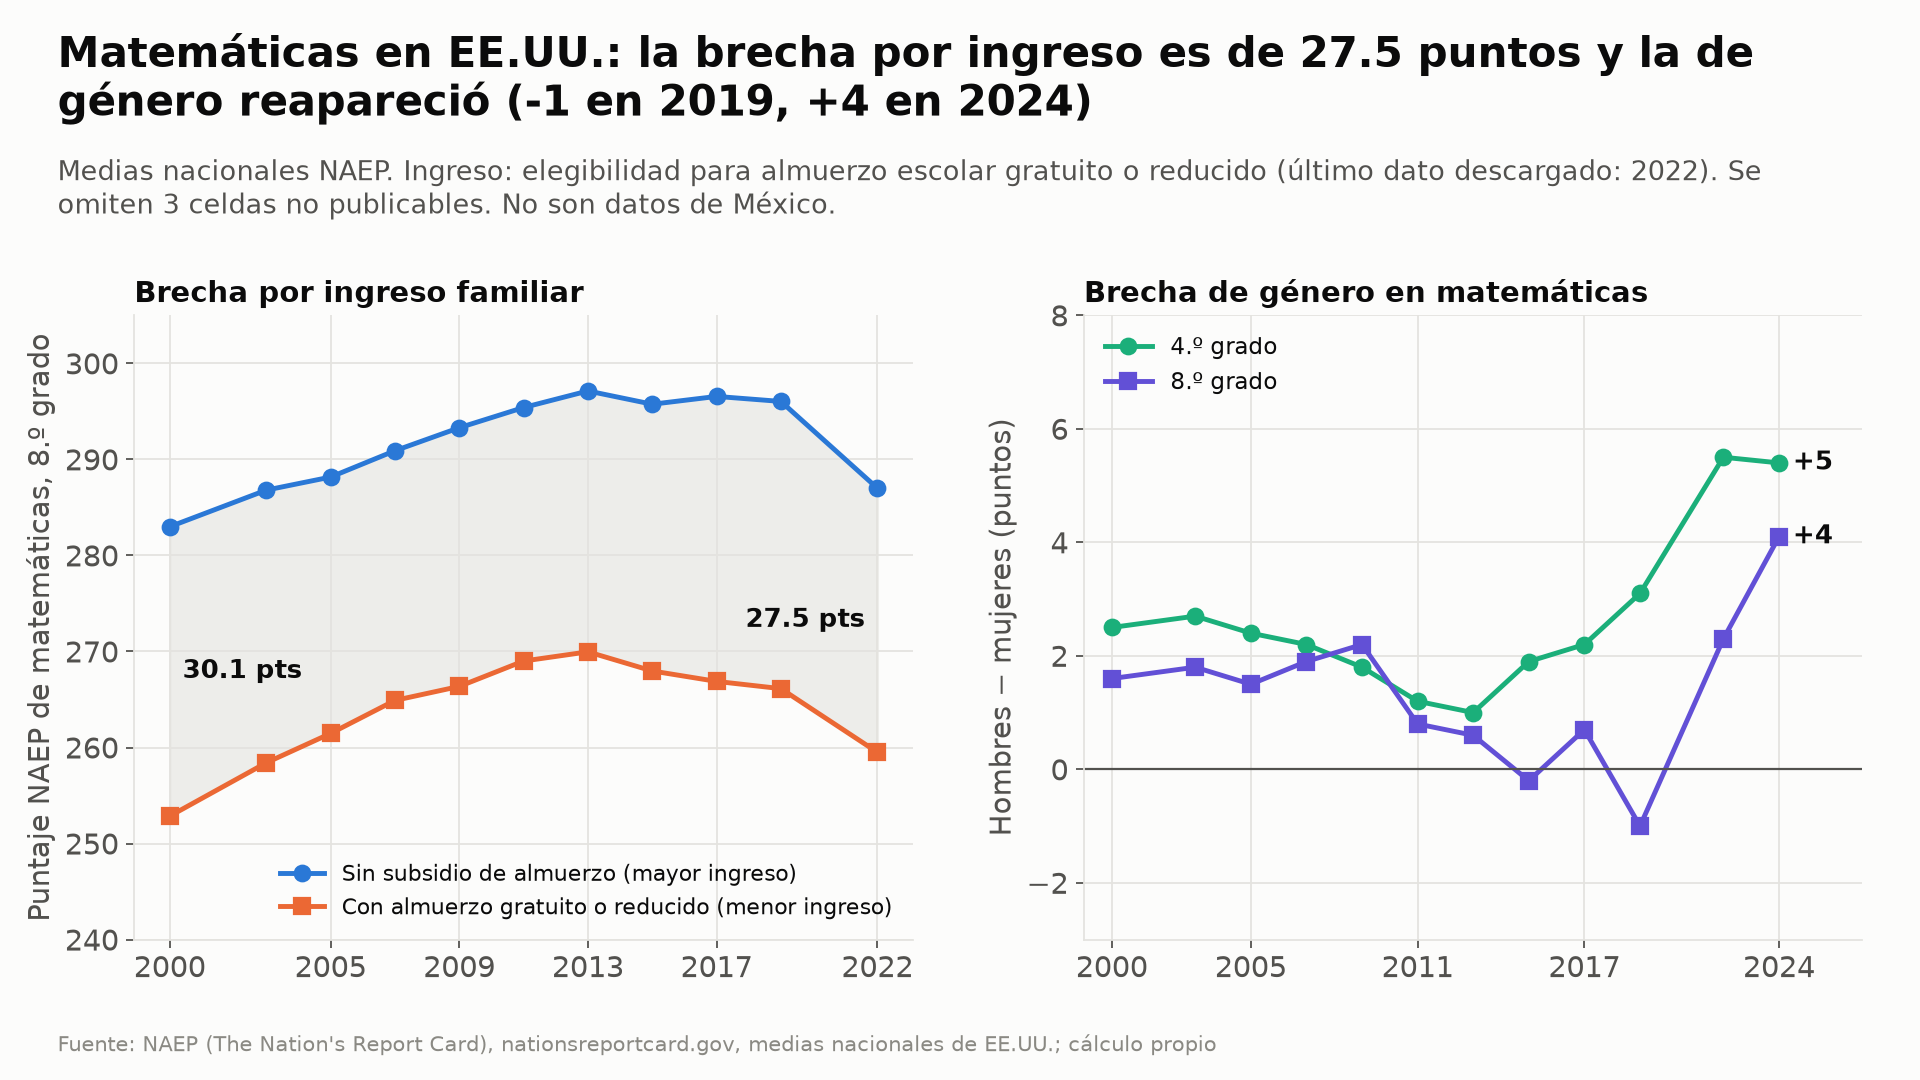 Matemáticas en EE.UU.: la brecha por ingreso es de 27.5 puntos y la de
género reapareció (-1 en 2019, +4 en 2024)
Medias nacionales NAEP. Ingreso: elegibilidad para almuerzo escolar gratuito o reducido (último dato descargado: 2022). Se
omiten 3 celdas no publicables. No son datos de México.
Brecha por ingreso familiar
Puntaje NAEP de matemáticas, 8.º grado
300
290
280
270
260
250
240
30.1 pts
27.5 pts
Sin subsidio de almuerzo (mayor ingreso)
Con almuerzo gratuito o reducido (menor ingreso)
2000 2005 2009 2013 2017 2022
Brecha de género en matemáticas
Hombres − mujeres (puntos)
8
6
4
2
0
−2
4.º grado
8.º grado
+5
+4
2000 2005 2011 2017 2024
Fuente: NAEP (The Nation's Report Card), nationsreportcard.gov, medias nacionales de EE.UU.; cálculo propio